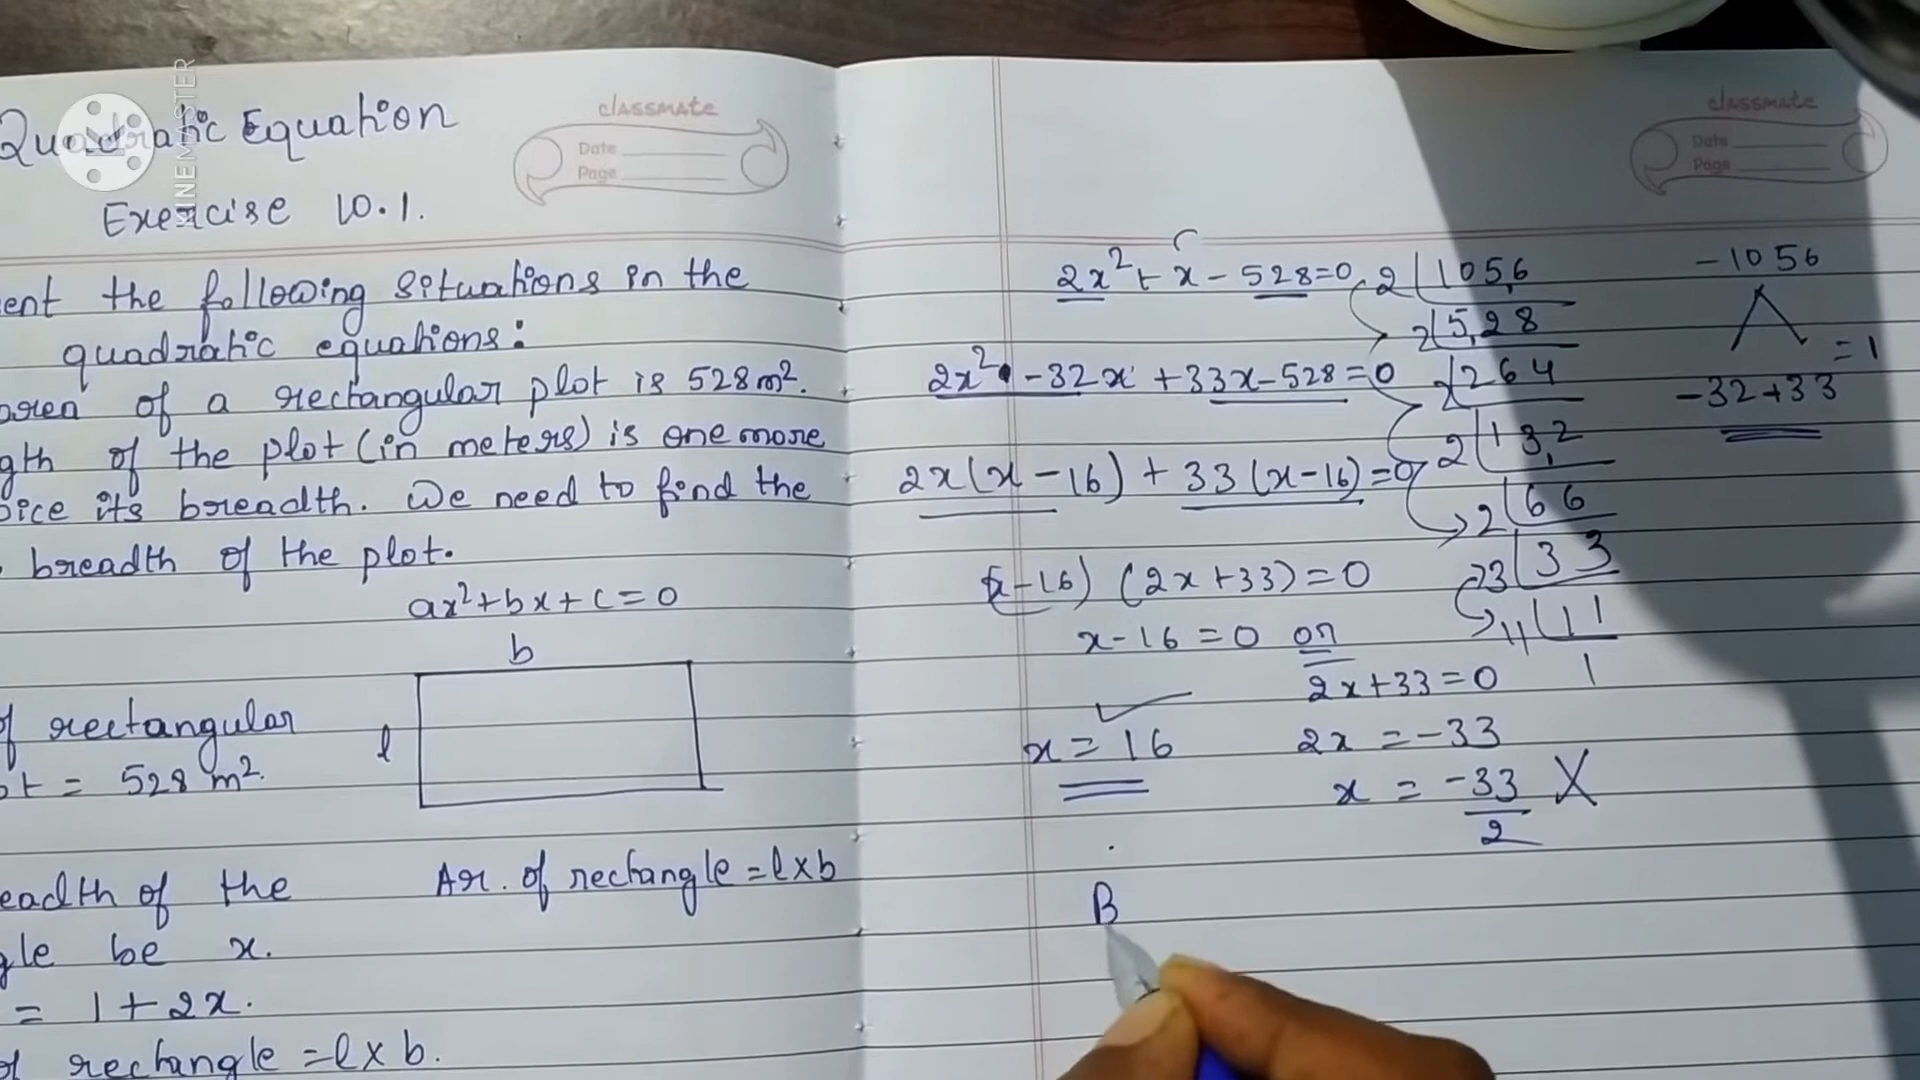 KINEMASTER
Quadratic Equation
classmate
Date
Page
Exercise 10.1.
ent the following situations in the
quadratic equations:
area of a rectangular plot is 528m².
gth of the plot (in meters) is one more
its breadth. We need to find the
breadth of the plot.
ax²+bx+c=0
b
l
of rectangular
= 528 m².
Ar. of rectangle = l×b
eadth of the
be x.
= 1+2x.
rectangle = l×b.
classmate
Date
Page
2x²+x-528=0
2x²-32x+33x-528=0
2x(x-16)+33(x-16)=0
(x-16)(2x+33)=0
x-16=0 or
2x+33=0
x=16
2x=-33
x=-33/2 X
B
2 1056
2 528
2 264
2 132
2 66
3 33
11 11
1
-1056
=1
-32+33